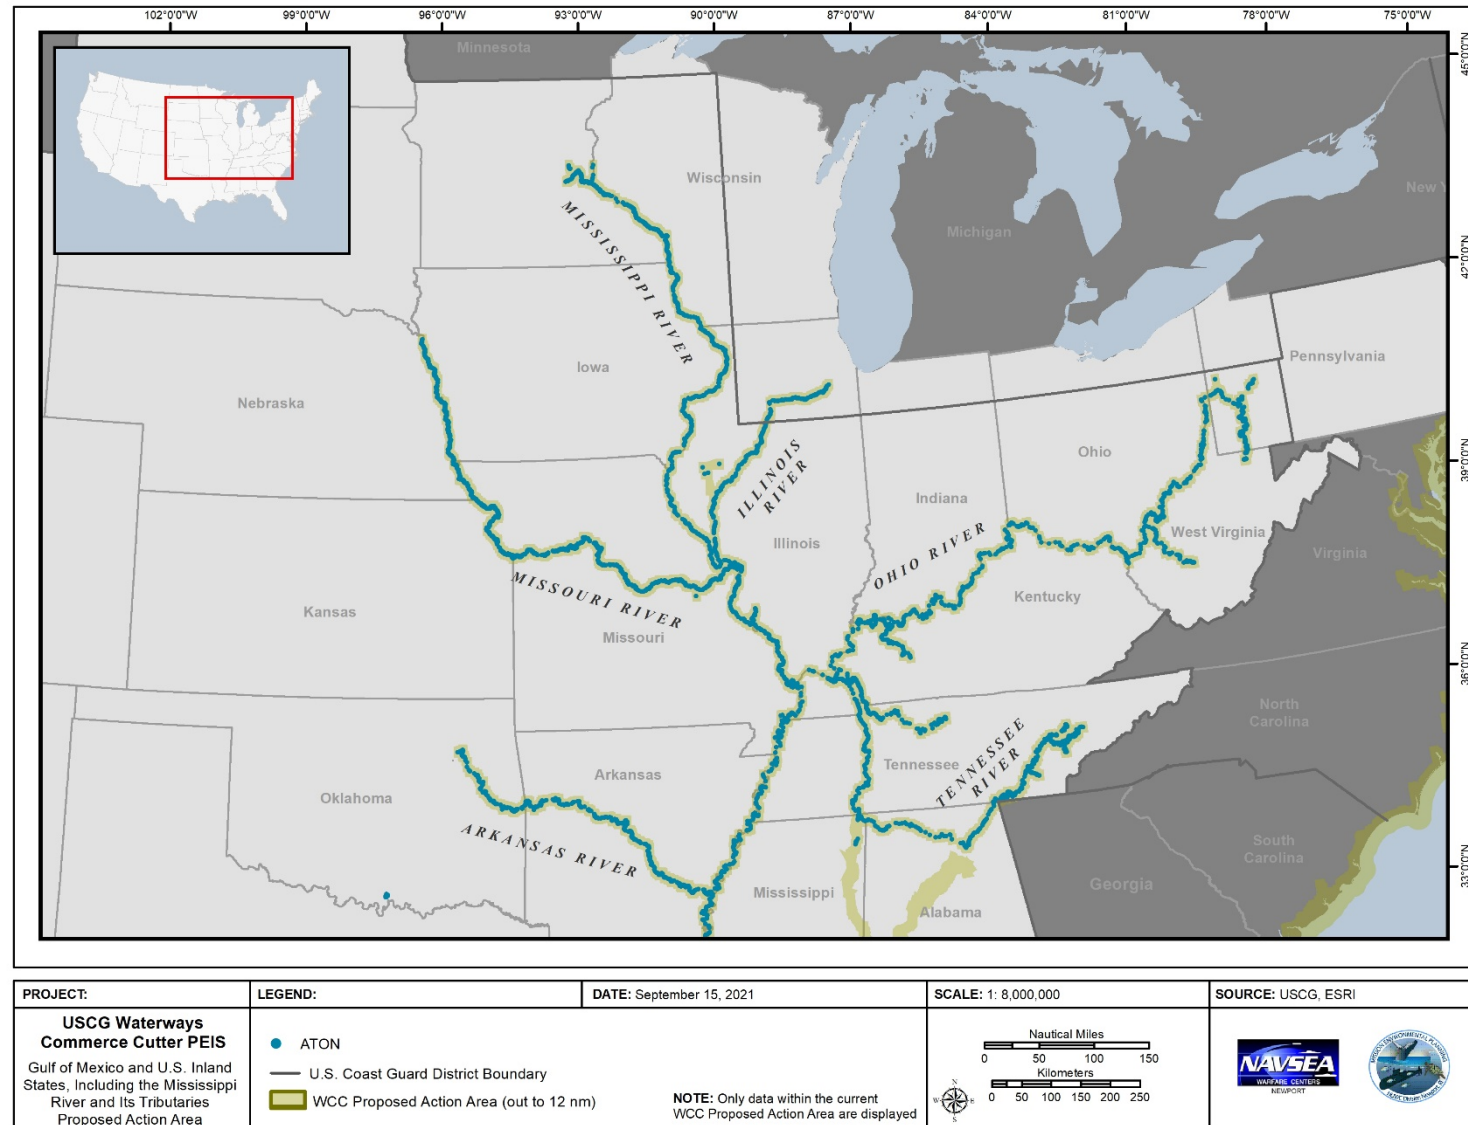 102°0'0"W 99°0'0"W 96°0'0"W 93°0'0"W 90°0'0"W 87°0'0"W 84°0'0"W 81°0'0"W 78°0'0"W 75°0'0"W
45°0'0"N
42°0'0"N
39°0'0"N
36°0'0"N
33°0'0"N
Minnesota
Wisconsin
Michigan
New Y
MISSISSIPPI RIVER
Iowa
Nebraska
Pennsylvania
ILLINOIS
RIVER
Ohio
Indiana
Illinois
OHIO RIVER
West Virginia
Virginia
MISSOURI RIVER
Kansas
Missouri
Kentucky
North
Carolina
TENNESSEE
RIVER
Tennessee
Arkansas
Oklahoma
ARKANSAS RIVER
South
Carolina
Mississippi
Alabama
Georgia
PROJECT:
USCG Waterways
Commerce Cutter PEIS
Gulf of Mexico and U.S. Inland
States, Including the Mississippi
River and Its Tributaries
Proposed Action Area
LEGEND:
ATON
U.S. Coast Guard District Boundary
WCC Proposed Action Area (out to 12 nm)
DATE: September 15, 2021
NOTE: Only data within the current
WCC Proposed Action Area are displayed
SCALE: 1: 8,000,000
Nautical Miles
0 50 100 150
Kilometers
0 50 100 150 200 250
N
W E
S
SOURCE: USCG, ESRI
NAVSEA
WARFARE CENTERS
NEWPORT